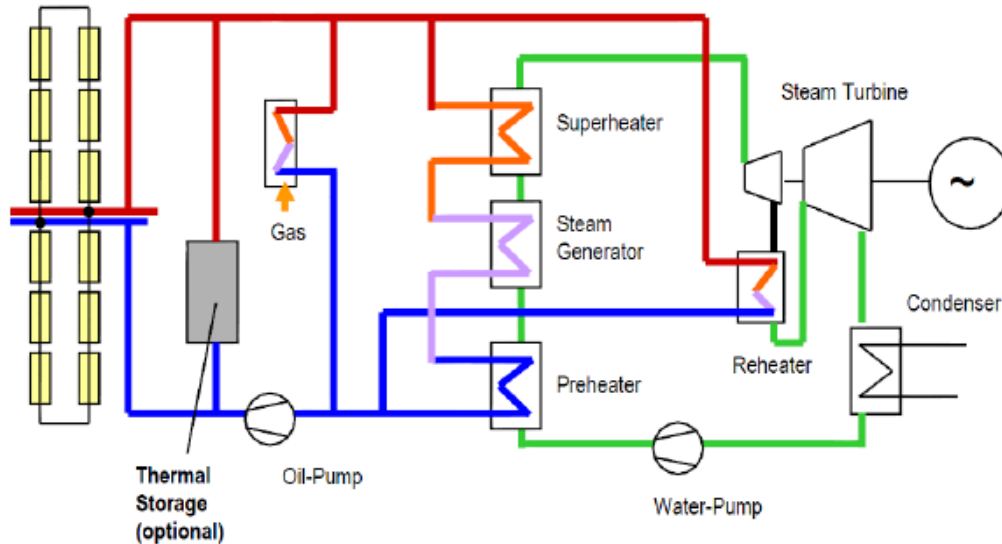 Steam Turbine
Superheater
~
Gas
Steam
Generator
Condenser
Reheater
Preheater
Thermal
Storage
(optional)
Oil-Pump
Water-Pump